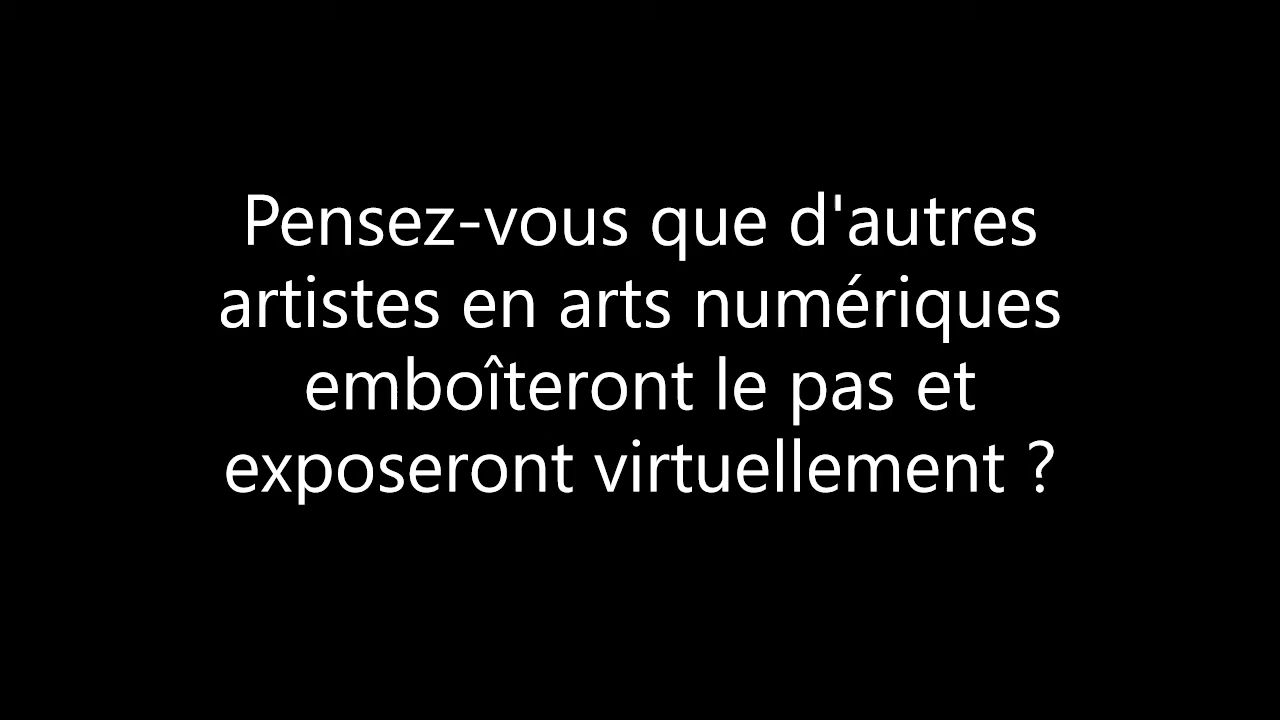 Pensez-vous que d'autres
artistes en arts numériques
emboîteront le pas et
exposeront virtuellement ?